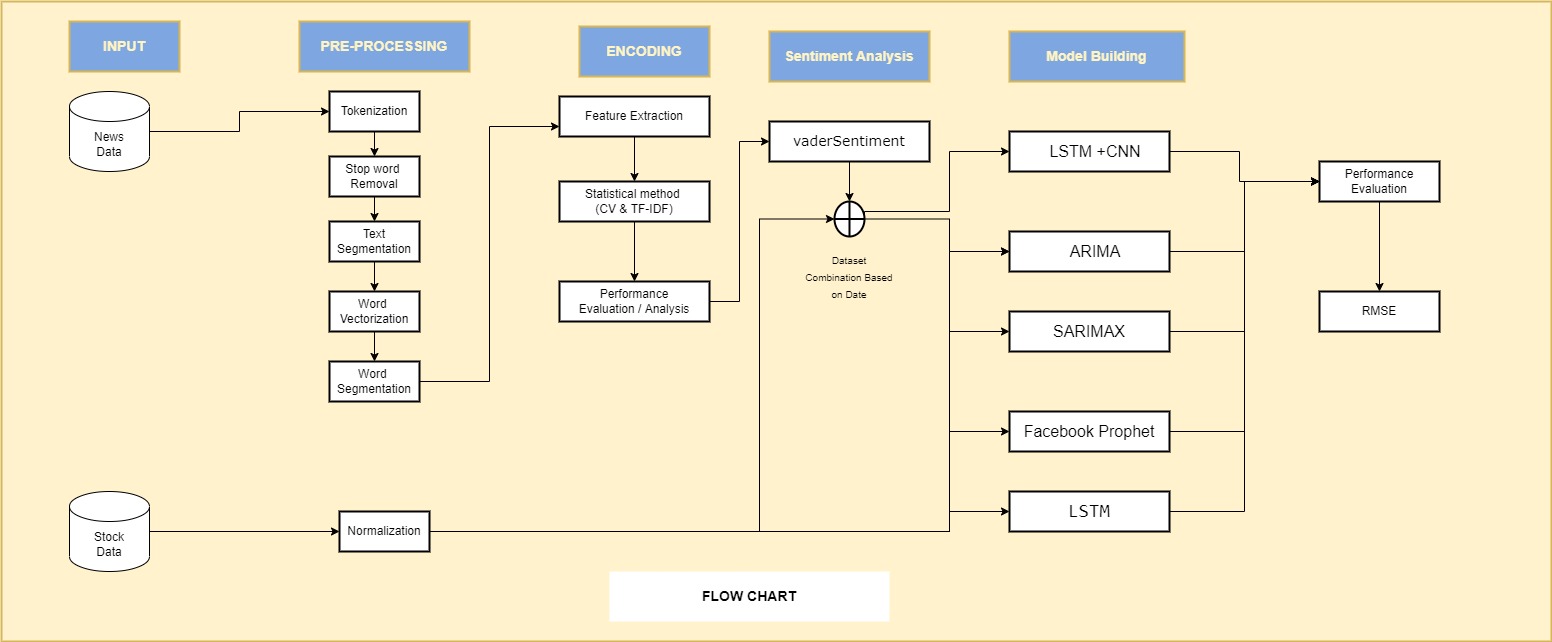 INPUT
PRE-PROCESSING
ENCODING
Sentiment Analysis
Model Building
News
Data
Tokenization
Stop word
Removal
Text
Segmentation
Word
Vectorization
Word
Segmentation
Feature Extraction
Statistical method
(CV & TF-IDF)
Performance
Evaluation / Analysis
vaderSentiment
Dataset
Combination Based
on Date
LSTM +CNN
ARIMA
SARIMAX
Facebook Prophet
LSTM
Performance
Evaluation
RMSE
Stock
Data
Normalization
FLOW CHART